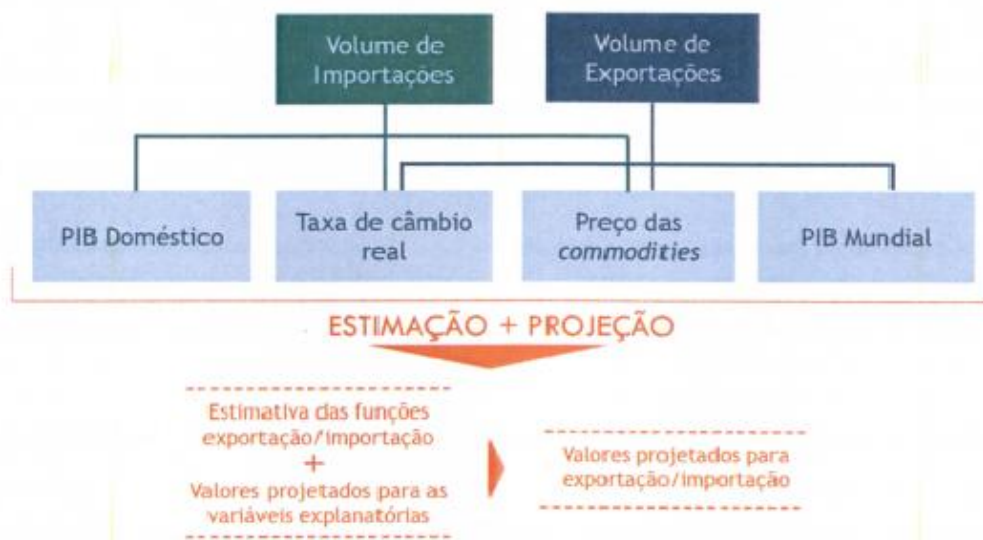 Volume de
Importações
Volume de
Exportações
PIB Doméstico
Taxa de câmbio
real
Preço das
commodities
PIB Mundial
ESTIMAÇÃO + PROJEÇÃO
Estimativa das funções
exportação/importação
+
Valores projetados para as
variáveis explanatórias
Valores projetados para
exportação/importação